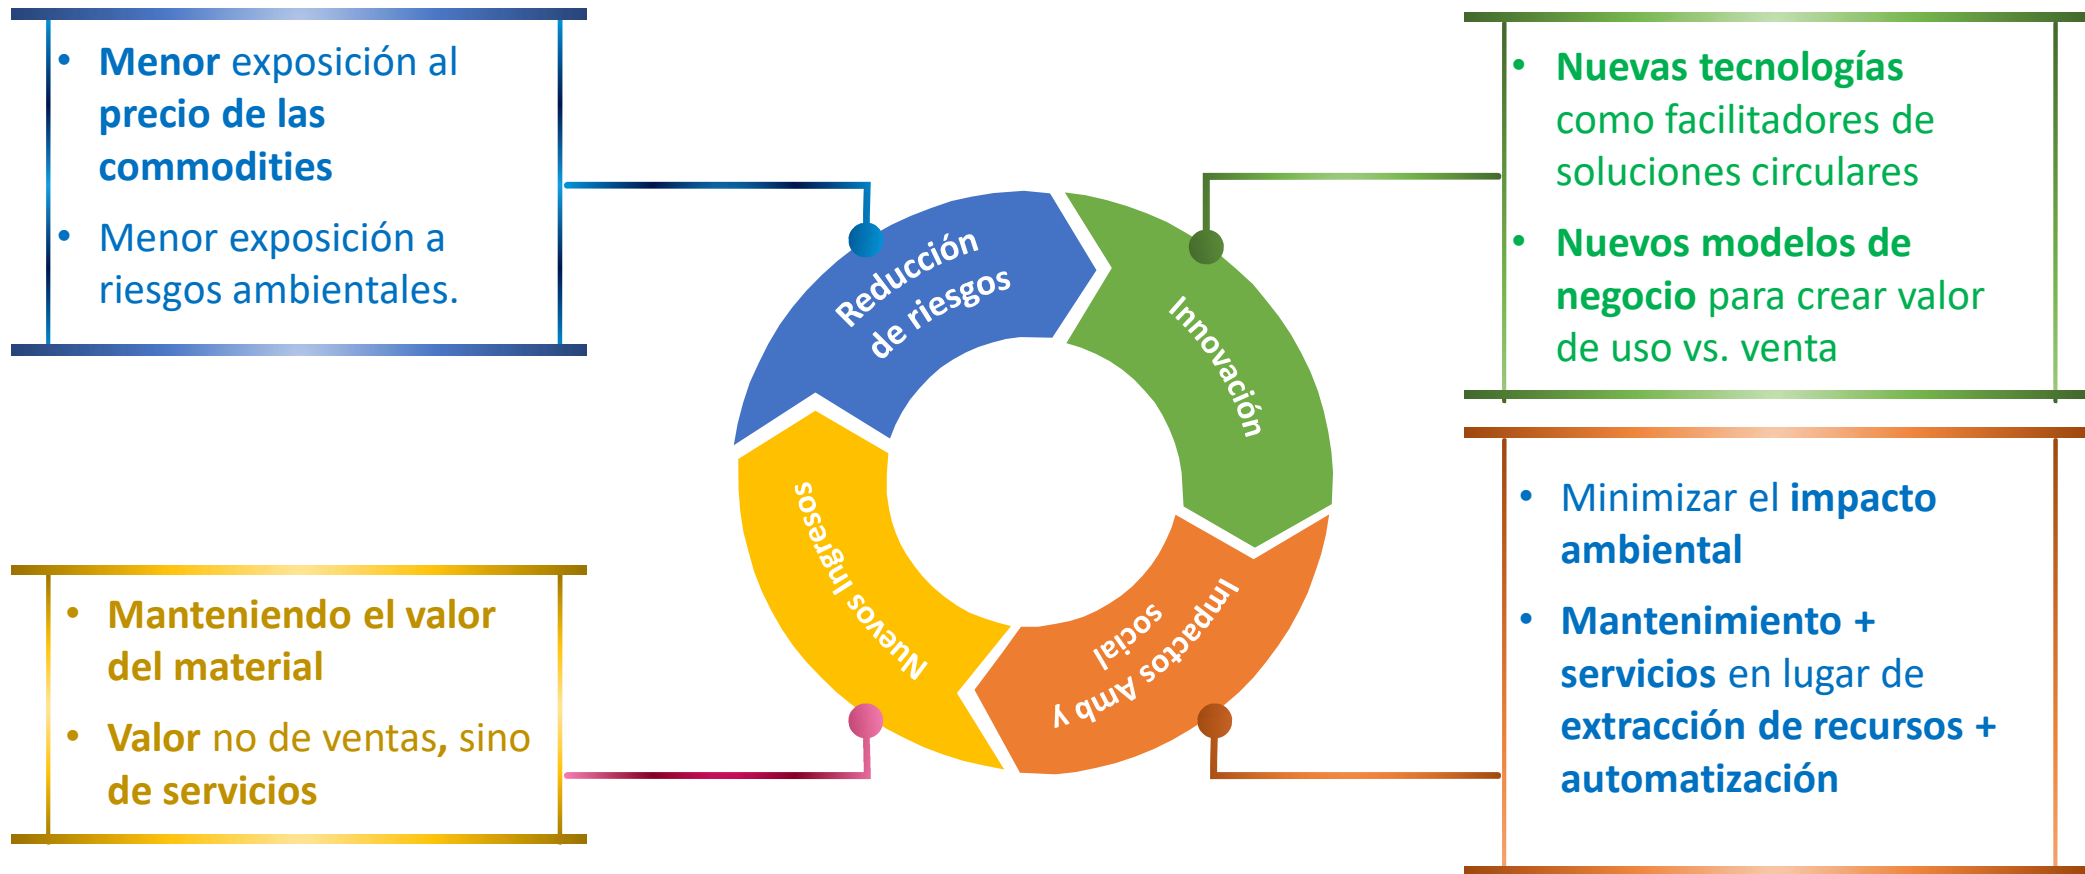 • Menor exposición al
precio de las
commodities
• Menor exposición a
riesgos ambientales.
• Nuevas tecnologías
como facilitadores de
soluciones circulares
• Nuevos modelos de
negocio para crear valor
de uso vs. venta
Reducción
de riesgos
Innovación
Impactos Amb y
social
Nuevos Ingresos
• Manteniendo el valor
del material
• Valor no de ventas, sino
de servicios
• Minimizar el impacto
ambiental
• Mantenimiento +
servicios en lugar de
extracción de recursos +
automatización